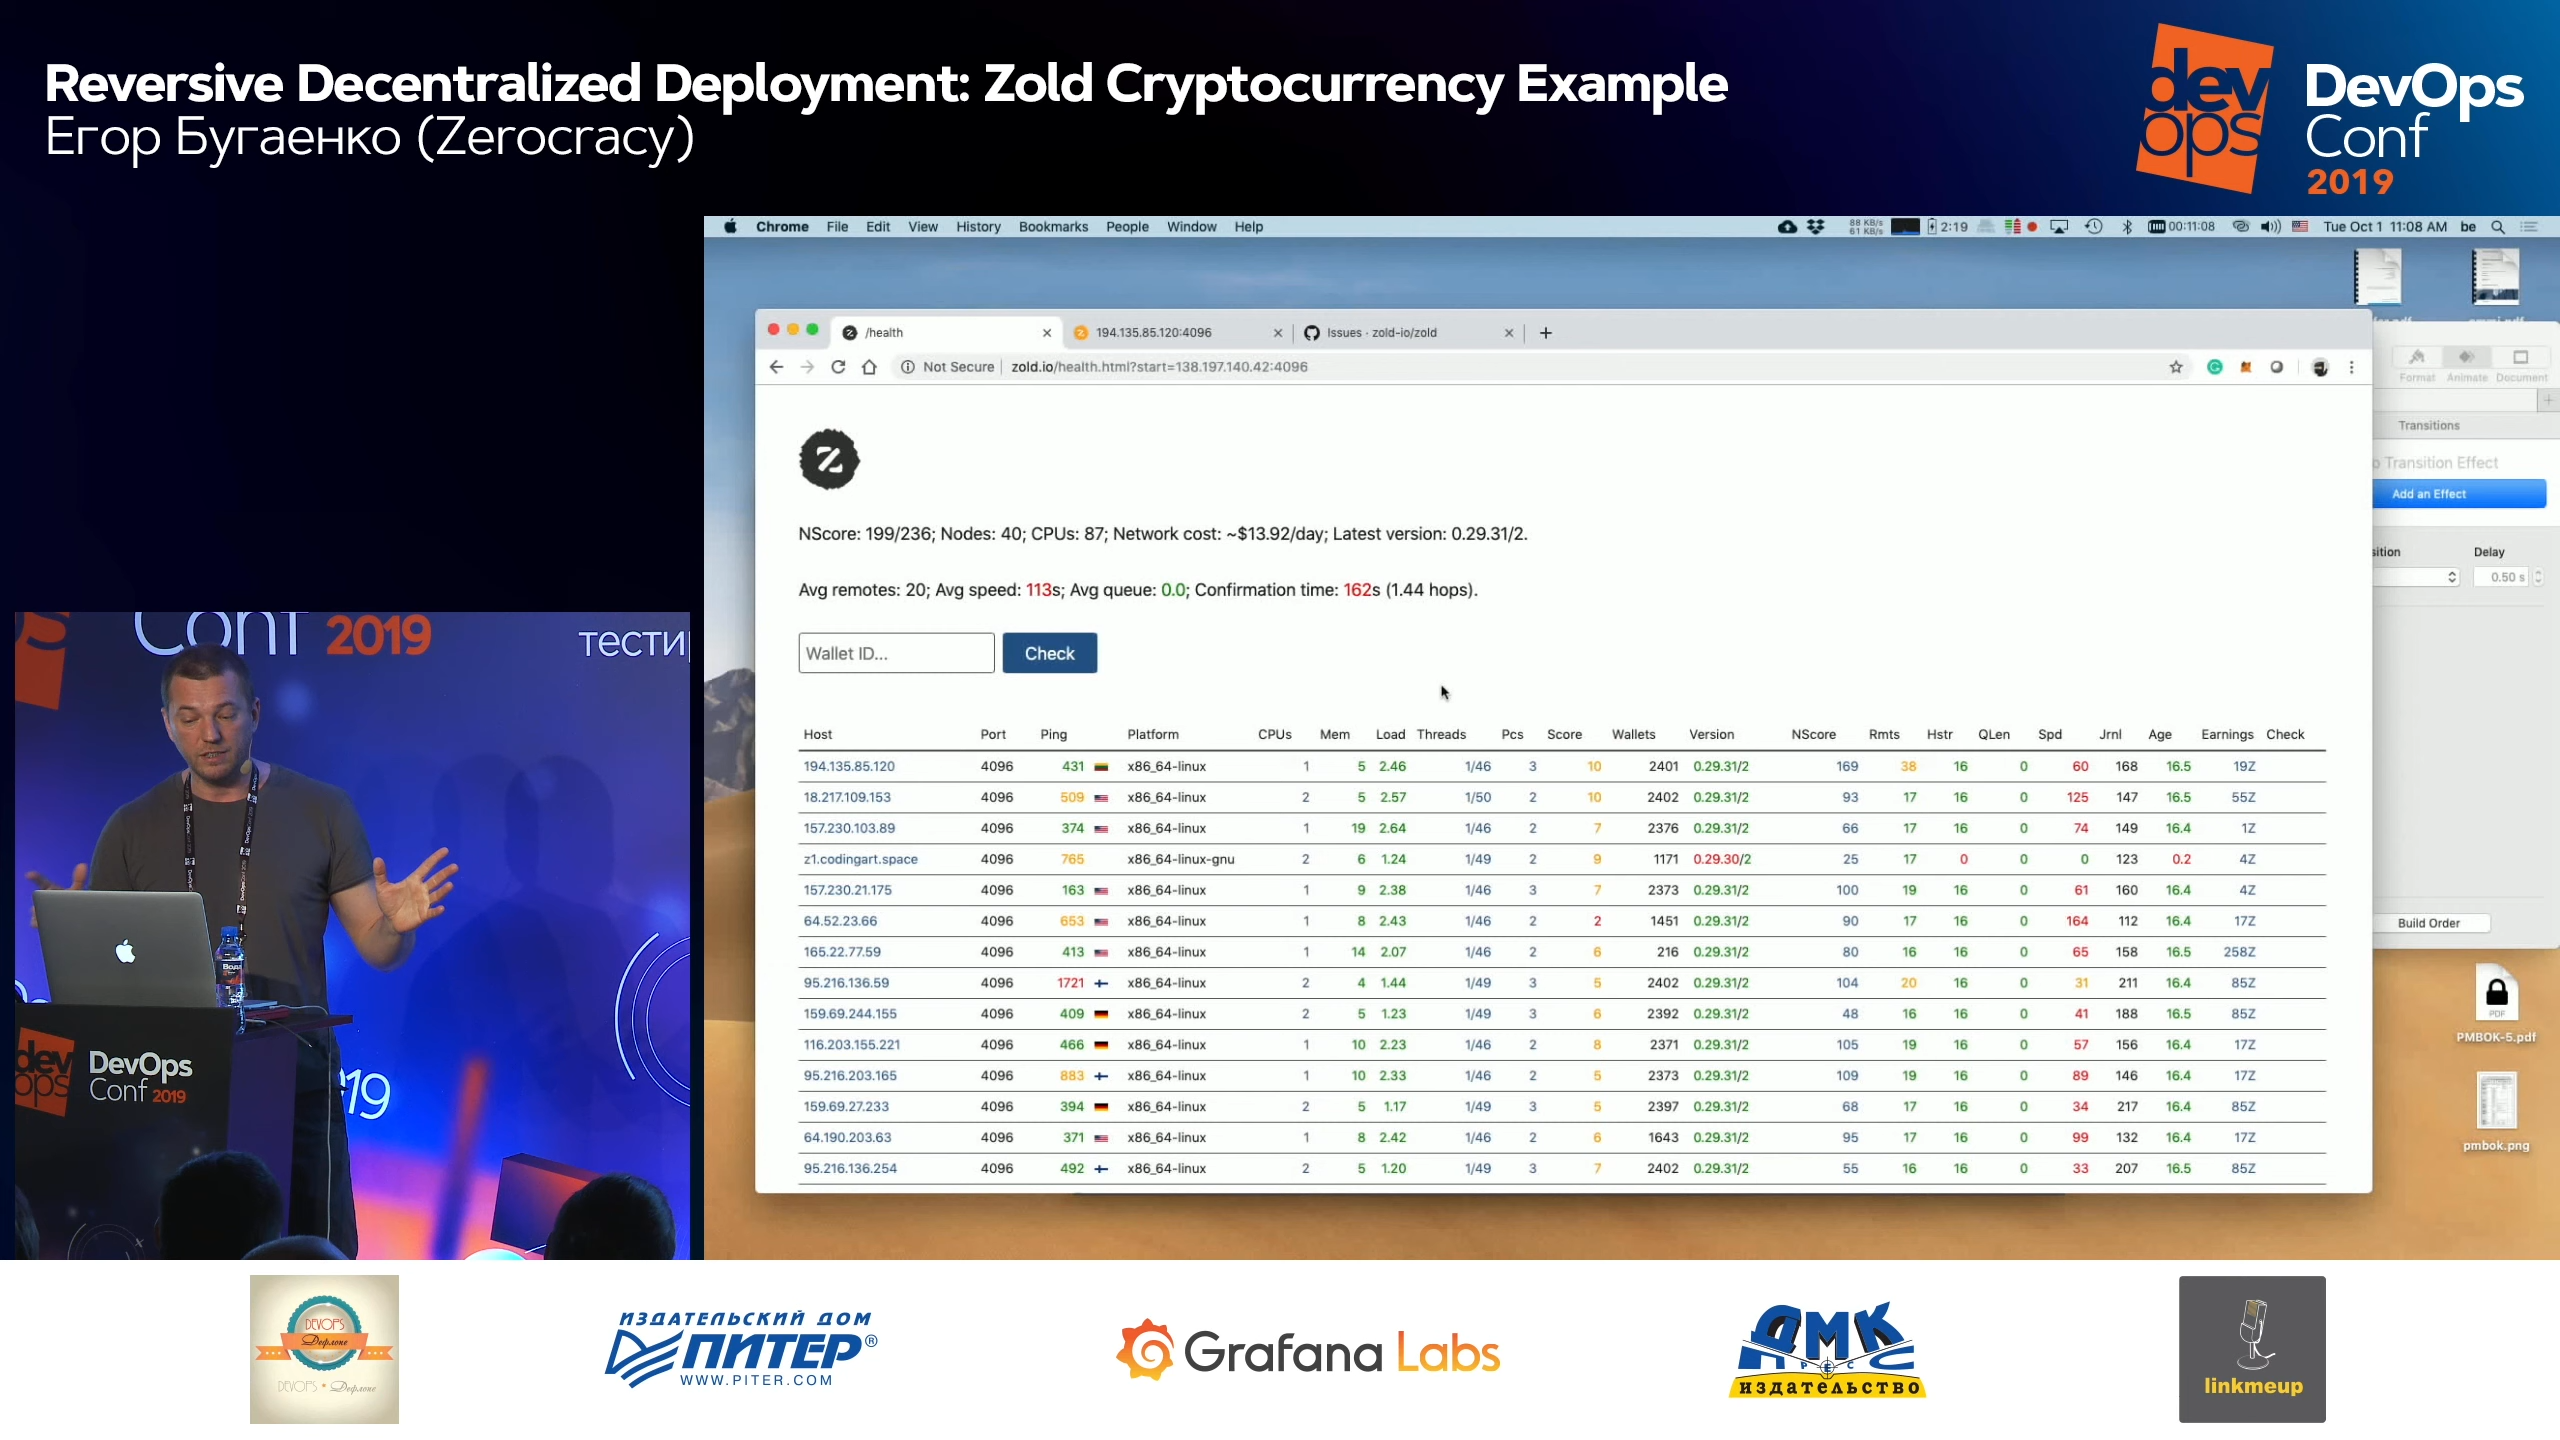 Reversive Decentralized Deployment: Zold Cryptocurrency Example
Егор Бугаенко (Zerocracy)
dev
ops
DevOps
Conf
2019
Chrome File Edit View History Bookmarks People Window Help
88 KB/s
61 KB/s
2:19
00:11:08
Tue Oct 1 11:08 AM be
/health
194.135.85.120:4096
Issues · zold-io/zold
Not Secure
zold.io/health.html?start=138.197.140.42:4096
Format Animate Document
Transitions
Transition Effect
Add an Effect
Delay
0.50 s
Build Order
PDF
PMBOK-5.pdf
pmbok.png
NScore: 199/236; Nodes: 40; CPUs: 87; Network cost: ~$13.92/day; Latest version: 0.29.31/2.
Avg remotes: 20; Avg speed: 113s; Avg queue: 0.0; Confirmation time: 162s (1.44 hops).
Wallet ID...
Check
Host Port Ping Platform CPUs Mem Load Threads Pcs Score Wallets Version NScore Rmts Hstr QLen Spd Jrnl Age Earnings Check
194.135.85.120 4096 431 x86_64-linux 1 5 2.46 1/46 3 10 2401 0.29.31/2 169 38 16 0 60 168 16.5 19Z
18.217.109.153 4096 509 x86_64-linux 2 5 2.57 1/50 2 10 2402 0.29.31/2 93 17 16 0 125 147 16.5 55Z
157.230.103.89 4096 374 x86_64-linux 1 19 2.64 1/46 2 7 2376 0.29.31/2 66 17 16 0 74 149 16.4 1Z
z1.codingart.space 4096 765 x86_64-linux-gnu 2 6 1.24 1/49 2 9 1171 0.29.30/2 25 17 0 0 0 123 0.2 4Z
157.230.21.175 4096 163 x86_64-linux 1 9 2.38 1/46 3 7 2373 0.29.31/2 100 19 16 0 61 160 16.4 4Z
64.52.23.66 4096 653 x86_64-linux 1 8 2.43 1/46 2 2 1451 0.29.31/2 90 17 16 0 164 112 16.4 17Z
165.22.77.59 4096 413 x86_64-linux 1 14 2.07 1/46 2 6 216 0.29.31/2 80 16 16 0 65 158 16.5 258Z
95.216.136.59 4096 1721 x86_64-linux 2 4 1.44 1/49 3 5 2402 0.29.31/2 104 20 16 0 31 211 16.4 85Z
159.69.244.155 4096 409 x86_64-linux 2 5 1.23 1/49 3 6 2392 0.29.31/2 48 16 16 0 41 188 16.5 85Z
116.203.155.221 4096 466 x86_64-linux 1 10 2.23 1/46 2 8 2371 0.29.31/2 105 19 16 0 57 156 16.4 17Z
95.216.203.165 4096 883 x86_64-linux 1 10 2.33 1/46 2 5 2373 0.29.31/2 109 19 16 0 89 146 16.4 17Z
159.69.27.233 4096 394 x86_64-linux 2 5 1.17 1/49 3 5 2397 0.29.31/2 68 17 16 0 34 217 16.4 85Z
64.190.203.63 4096 371 x86_64-linux 1 8 2.42 1/46 2 6 1643 0.29.31/2 95 17 16 0 99 132 16.4 17Z
95.216.136.254 4096 492 x86_64-linux 2 5 1.20 1/49 3 7 2402 0.29.31/2 55 16 16 0 33 207 16.5 85Z
Conf 2019
тести
dev
ops
DevOps
Conf 2019
19
DEVOPS
Дефлопе
DEVOPS • Дефлопе
ИЗДАТЕЛЬСКИЙ ДОМ
ПИТЕР®
WWW.PITER.COM
Grafana Labs
ДМК
ПРЕСС
ИЗДАТЕЛЬСТВО
linkmeup